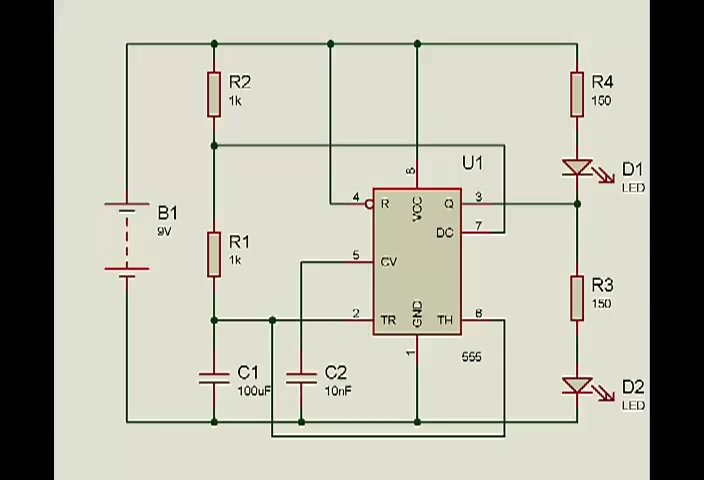 R2
1k
R4
150
U1
D1
LED
8
4
R
VCC
Q
3
B1
9V
DC
7
R1
1k
5
CV
R3
150
2
TR
GND
TH
6
1
555
C1
100uF
C2
10nF
D2
LED